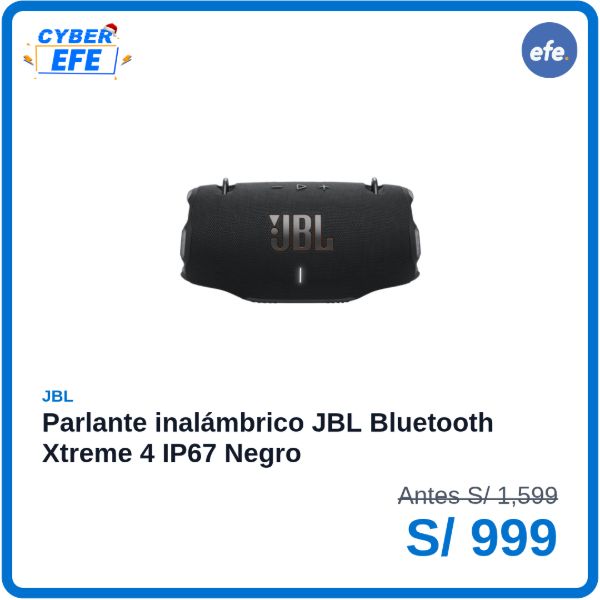 CYBER
EFE
efe.
JBL
JBL
Parlante inalámbrico JBL Bluetooth
Xtreme 4 IP67 Negro
Antes S/ 1,599
S/ 999